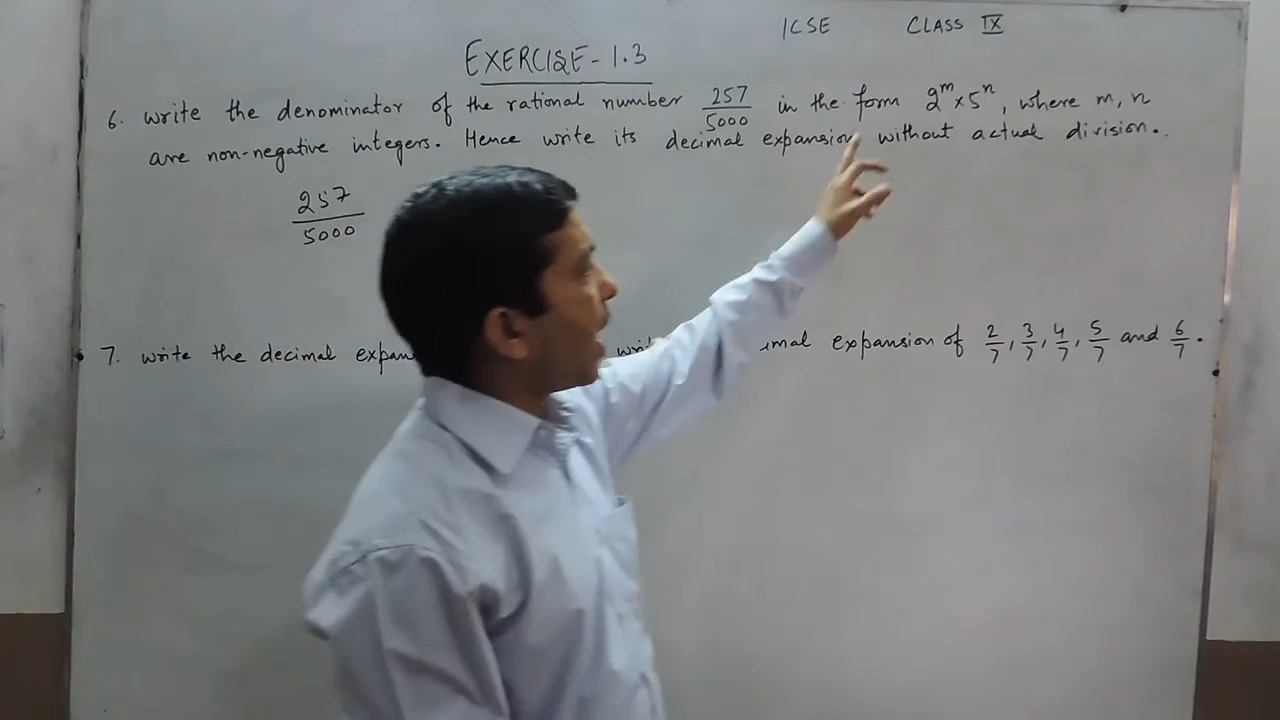 ICSE CLASS IX
EXERCISE-1.3
6. Write the denominator of the rational number 257/5000 in the form 2^m × 5^n, where m, n
are non-negative integers. Hence write its decimal expansion without actual division.
257/5000
7. Write the decimal expan expansion of 2/7, 3/7, 4/7, 5/7 and 6/7.